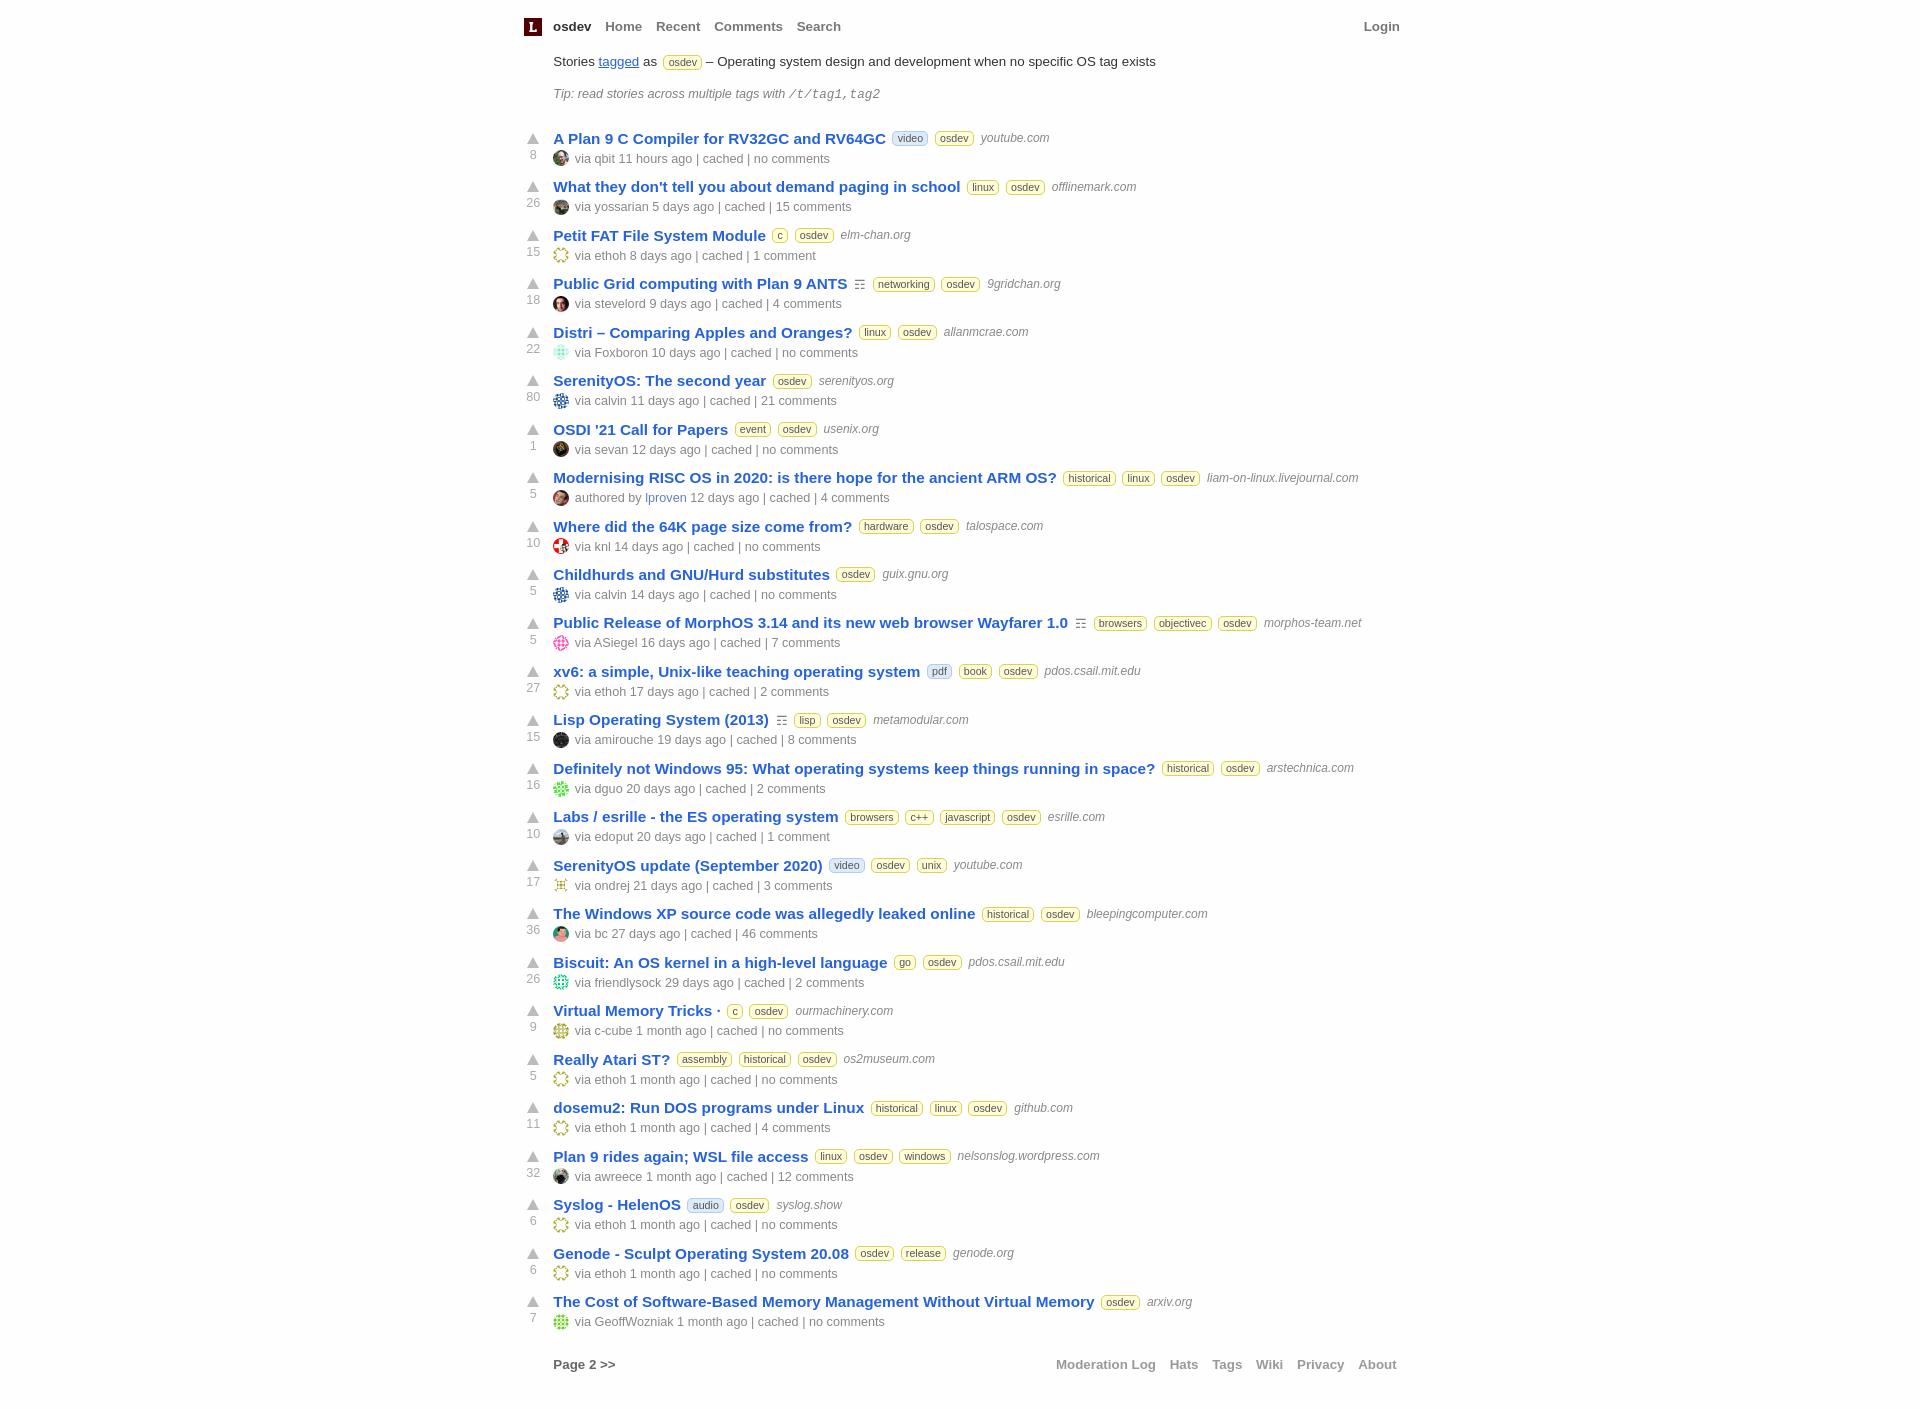 L osdev Home Recent Comments Search Login
Stories tagged as osdev – Operating system design and development when no specific OS tag exists
Tip: read stories across multiple tags with /t/tag1,tag2
A Plan 9 C Compiler for RV32GC and RV64GC video osdev youtube.com
8 via qbit 11 hours ago | cached | no comments
What they don't tell you about demand paging in school linux osdev offlinemark.com
26 via yossarian 5 days ago | cached | 15 comments
Petit FAT File System Module c osdev elm-chan.org
15 via ethoh 8 days ago | cached | 1 comment
Public Grid computing with Plan 9 ANTS ☶ networking osdev 9gridchan.org
18 via stevelord 9 days ago | cached | 4 comments
Distri – Comparing Apples and Oranges? linux osdev allanmcrae.com
22 via Foxboron 10 days ago | cached | no comments
SerenityOS: The second year osdev serenityos.org
80 via calvin 11 days ago | cached | 21 comments
OSDI '21 Call for Papers event osdev usenix.org
1 via sevan 12 days ago | cached | no comments
Modernising RISC OS in 2020: is there hope for the ancient ARM OS? historical linux osdev liam-on-linux.livejournal.com
5 authored by lproven 12 days ago | cached | 4 comments
Where did the 64K page size come from? hardware osdev talospace.com
10 via knl 14 days ago | cached | no comments
Childhurds and GNU/Hurd substitutes osdev guix.gnu.org
5 via calvin 14 days ago | cached | no comments
Public Release of MorphOS 3.14 and its new web browser Wayfarer 1.0 ☶ browsers objectivec osdev morphos-team.net
5 via ASiegel 16 days ago | cached | 7 comments
xv6: a simple, Unix-like teaching operating system pdf book osdev pdos.csail.mit.edu
27 via ethoh 17 days ago | cached | 2 comments
Lisp Operating System (2013) ☶ lisp osdev metamodular.com
15 via amirouche 19 days ago | cached | 8 comments
Definitely not Windows 95: What operating systems keep things running in space? historical osdev arstechnica.com
16 via dguo 20 days ago | cached | 2 comments
Labs / esrille - the ES operating system browsers c++ javascript osdev esrille.com
10 via edoput 20 days ago | cached | 1 comment
SerenityOS update (September 2020) video osdev unix youtube.com
17 via ondrej 21 days ago | cached | 3 comments
The Windows XP source code was allegedly leaked online historical osdev bleepingcomputer.com
36 via bc 27 days ago | cached | 46 comments
Biscuit: An OS kernel in a high-level language go osdev pdos.csail.mit.edu
26 via friendlysock 29 days ago | cached | 2 comments
Virtual Memory Tricks · c osdev ourmachinery.com
9 via c-cube 1 month ago | cached | no comments
Really Atari ST? assembly historical osdev os2museum.com
5 via ethoh 1 month ago | cached | no comments
dosemu2: Run DOS programs under Linux historical linux osdev github.com
11 via ethoh 1 month ago | cached | 4 comments
Plan 9 rides again; WSL file access linux osdev windows nelsonslog.wordpress.com
32 via awreece 1 month ago | cached | 12 comments
Syslog - HelenOS audio osdev syslog.show
6 via ethoh 1 month ago | cached | no comments
Genode - Sculpt Operating System 20.08 osdev release genode.org
6 via ethoh 1 month ago | cached | no comments
The Cost of Software-Based Memory Management Without Virtual Memory osdev arxiv.org
7 via GeoffWozniak 1 month ago | cached | no comments
Page 2 >> Moderation Log Hats Tags Wiki Privacy About